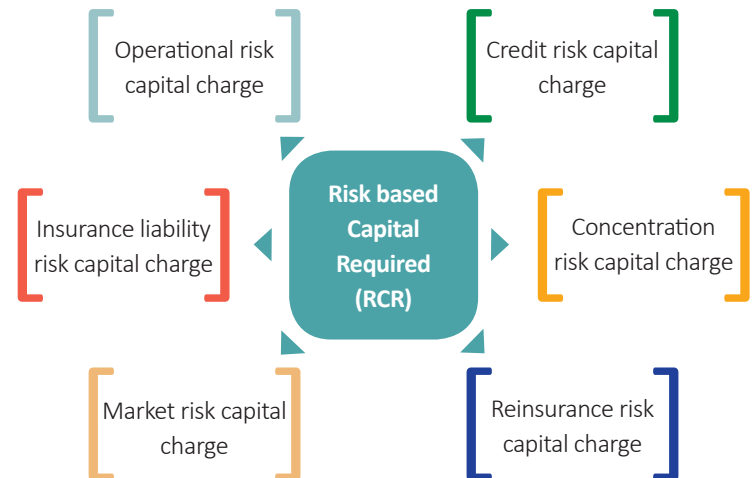 Operational risk
capital charge
Credit risk capital
charge
Insurance liability
risk capital charge
Risk based
Capital
Required
(RCR)
Concentration
risk capital charge
Market risk capital
charge
Reinsurance risk
capital charge